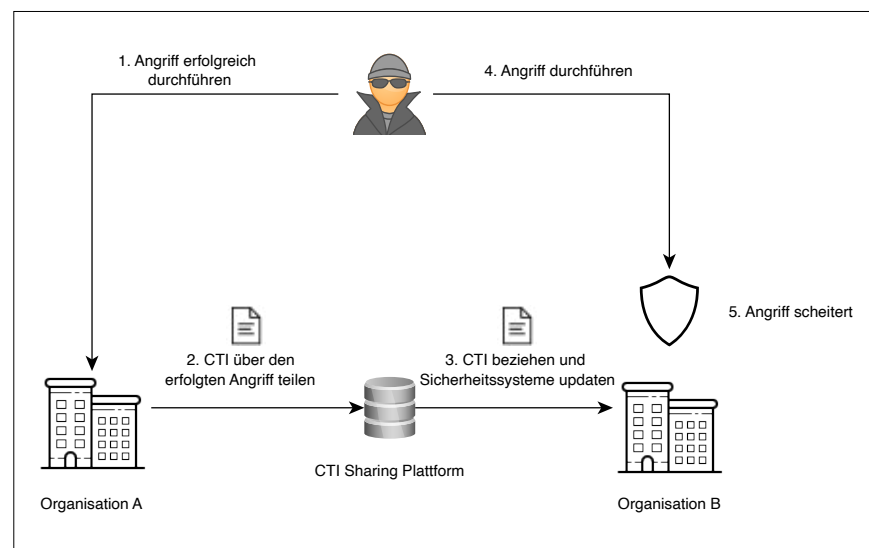 1. Angriff erfolgreich
durchführen
4. Angriff durchführen
5. Angriff scheitert
2. CTI über den
erfolgten Angriff teilen
3. CTI beziehen und
Sicherheitssysteme updaten
CTI Sharing Plattform
Organisation A
Organisation B